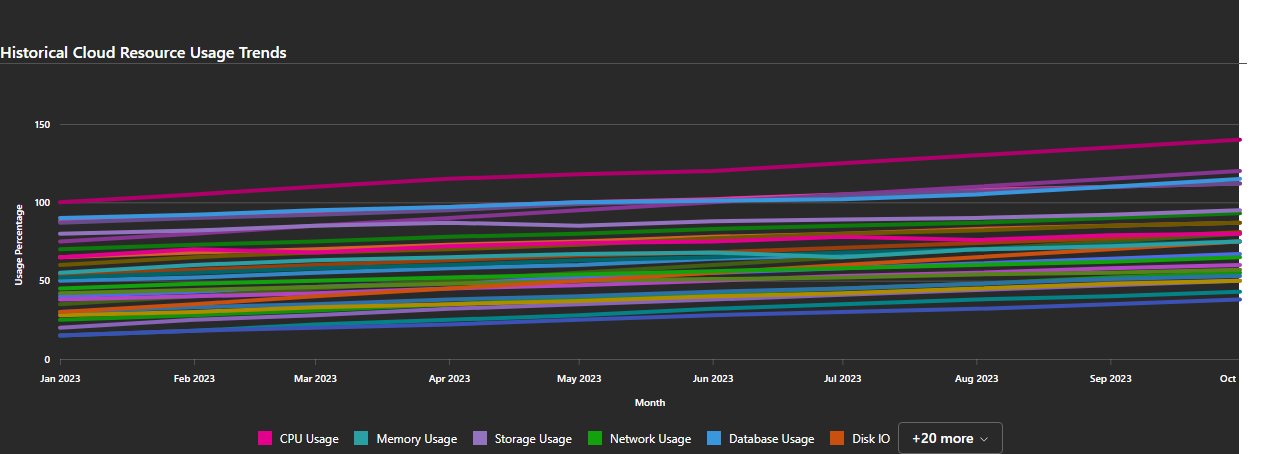 Historical Cloud Resource Usage Trends
150
100
50
0
Usage Percentage
Jan 2023 Feb 2023 Mar 2023 Apr 2023 May 2023 Jun 2023 Jul 2023 Aug 2023 Sep 2023 Oct
Month
CPU Usage Memory Usage Storage Usage Network Usage Database Usage Disk IO +20 more